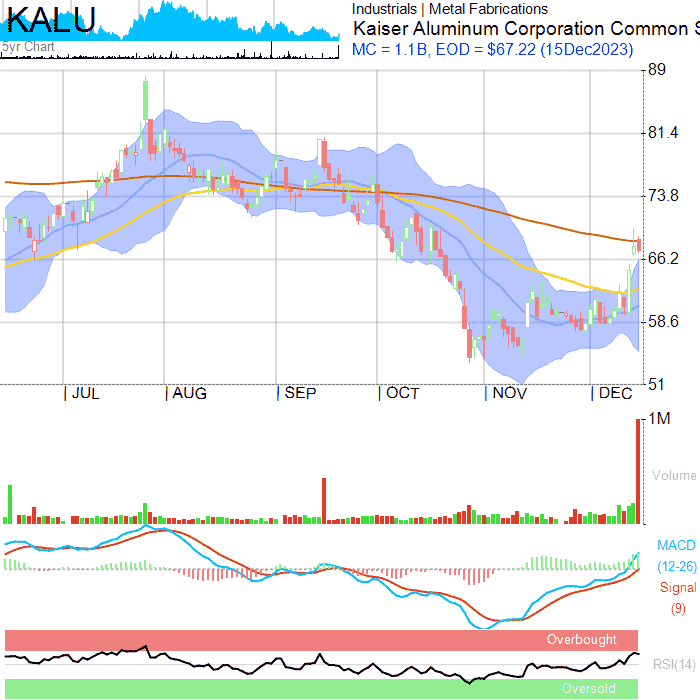 KALU
5yr Chart
Industrials | Metal Fabrications
Kaiser Aluminum Corporation Common S
MC = 1.1B, EOD = $67.22 (15Dec2023)
89
81.4
73.8
66.2
58.6
51
| JUL | AUG | SEP | OCT | NOV | DEC
1M
Volume
MACD
(12-26)
Signal
(9)
Overbought
RSI(14)
Oversold